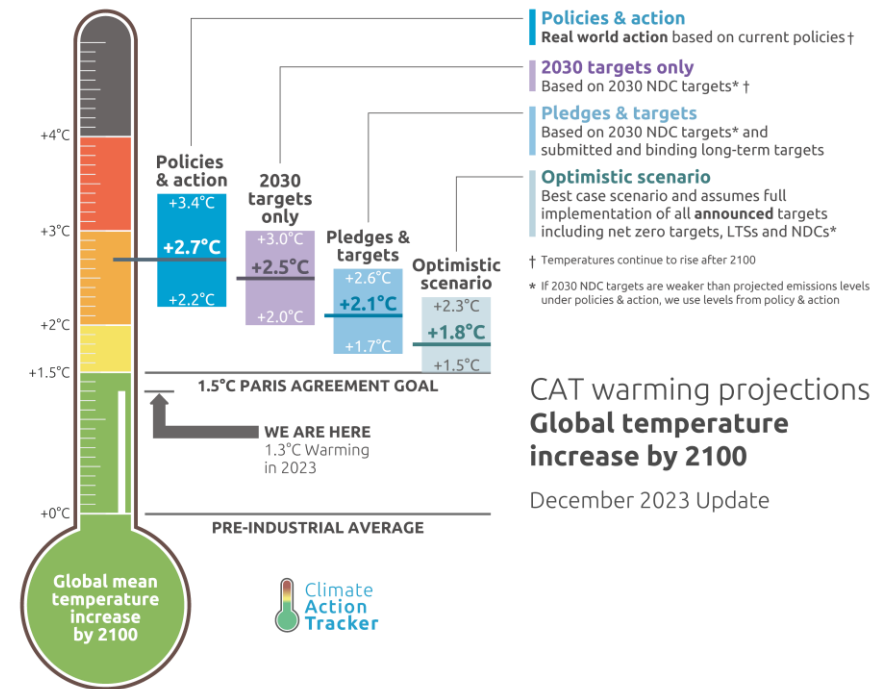 Policies & action
Real world action based on current policies †
2030 targets only
Based on 2030 NDC targets* †
Pledges & targets
Based on 2030 NDC targets* and
submitted and binding long-term targets
Optimistic scenario
Best case scenario and assumes full
implementation of all announced targets
including net zero targets, LTSs and NDCs*
† Temperatures continue to rise after 2100
* If 2030 NDC targets are weaker than projected emissions levels
under policies & action, we use levels from policy & action
+4°C
+3°C
+2°C
+1.5°C
+0°C
Policies
& action
+3.4°C
+2.7°C
+2.2°C
2030
targets
only
+3.0°C
+2.5°C
+2.0°C
Pledges &
targets
+2.6°C
+2.1°C
+1.7°C
Optimistic
scenario
+2.3°C
+1.8°C
+1.5°C
1.5°C PARIS AGREEMENT GOAL
WE ARE HERE
1.3°C Warming
in 2023
PRE-INDUSTRIAL AVERAGE
CAT warming projections
Global temperature
increase by 2100
December 2023 Update
Global mean
temperature
increase
by 2100
Climate
Action
Tracker